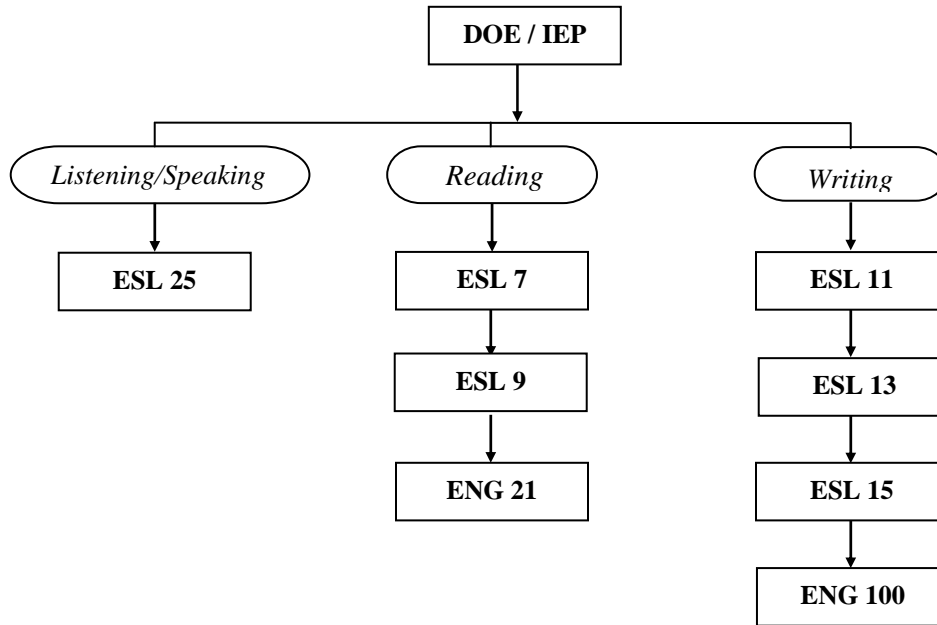 DOE / IEP
Listening/Speaking
Reading
Writing
ESL 25
ESL 7
ESL 11
ESL 9
ESL 13
ENG 21
ESL 15
ENG 100